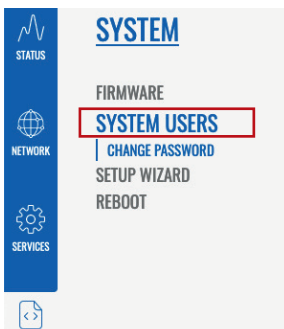 STATUS
NETWORK
SERVICES
SYSTEM
FIRMWARE
SYSTEM USERS
CHANGE PASSWORD
SETUP WIZARD
REBOOT